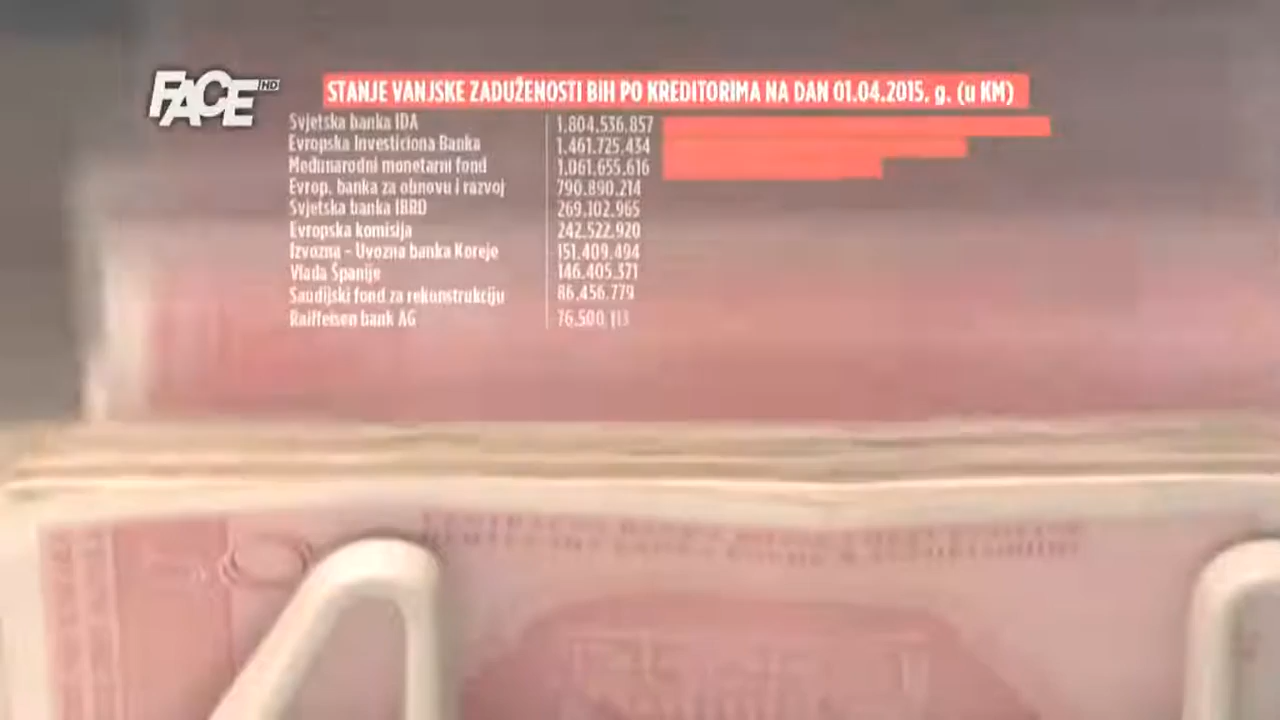 FACE HD
STANJE VANJSKE ZADUŽENOSTI BIH PO KREDITORIMA NA DAN 01.04.2015. g. (u KM)
Svjetska banka IDA 1.804.536.857
Evropska Investiciona Banka 1.461.725.434
Međunarodni monetarni fond 1.061.655.616
Evrop. banka za obnovu i razvoj 790.890.214
Svjetska banka IBRD 269.102.965
Evropska komisija 242.522.920
Izvozna - Uvozna banka Koreje 151.409.494
Vlada Španije 146.405.371
Saudijski fond za rekonstrukciju 86.456.779
Raiffeisen bank AG 76.500.113